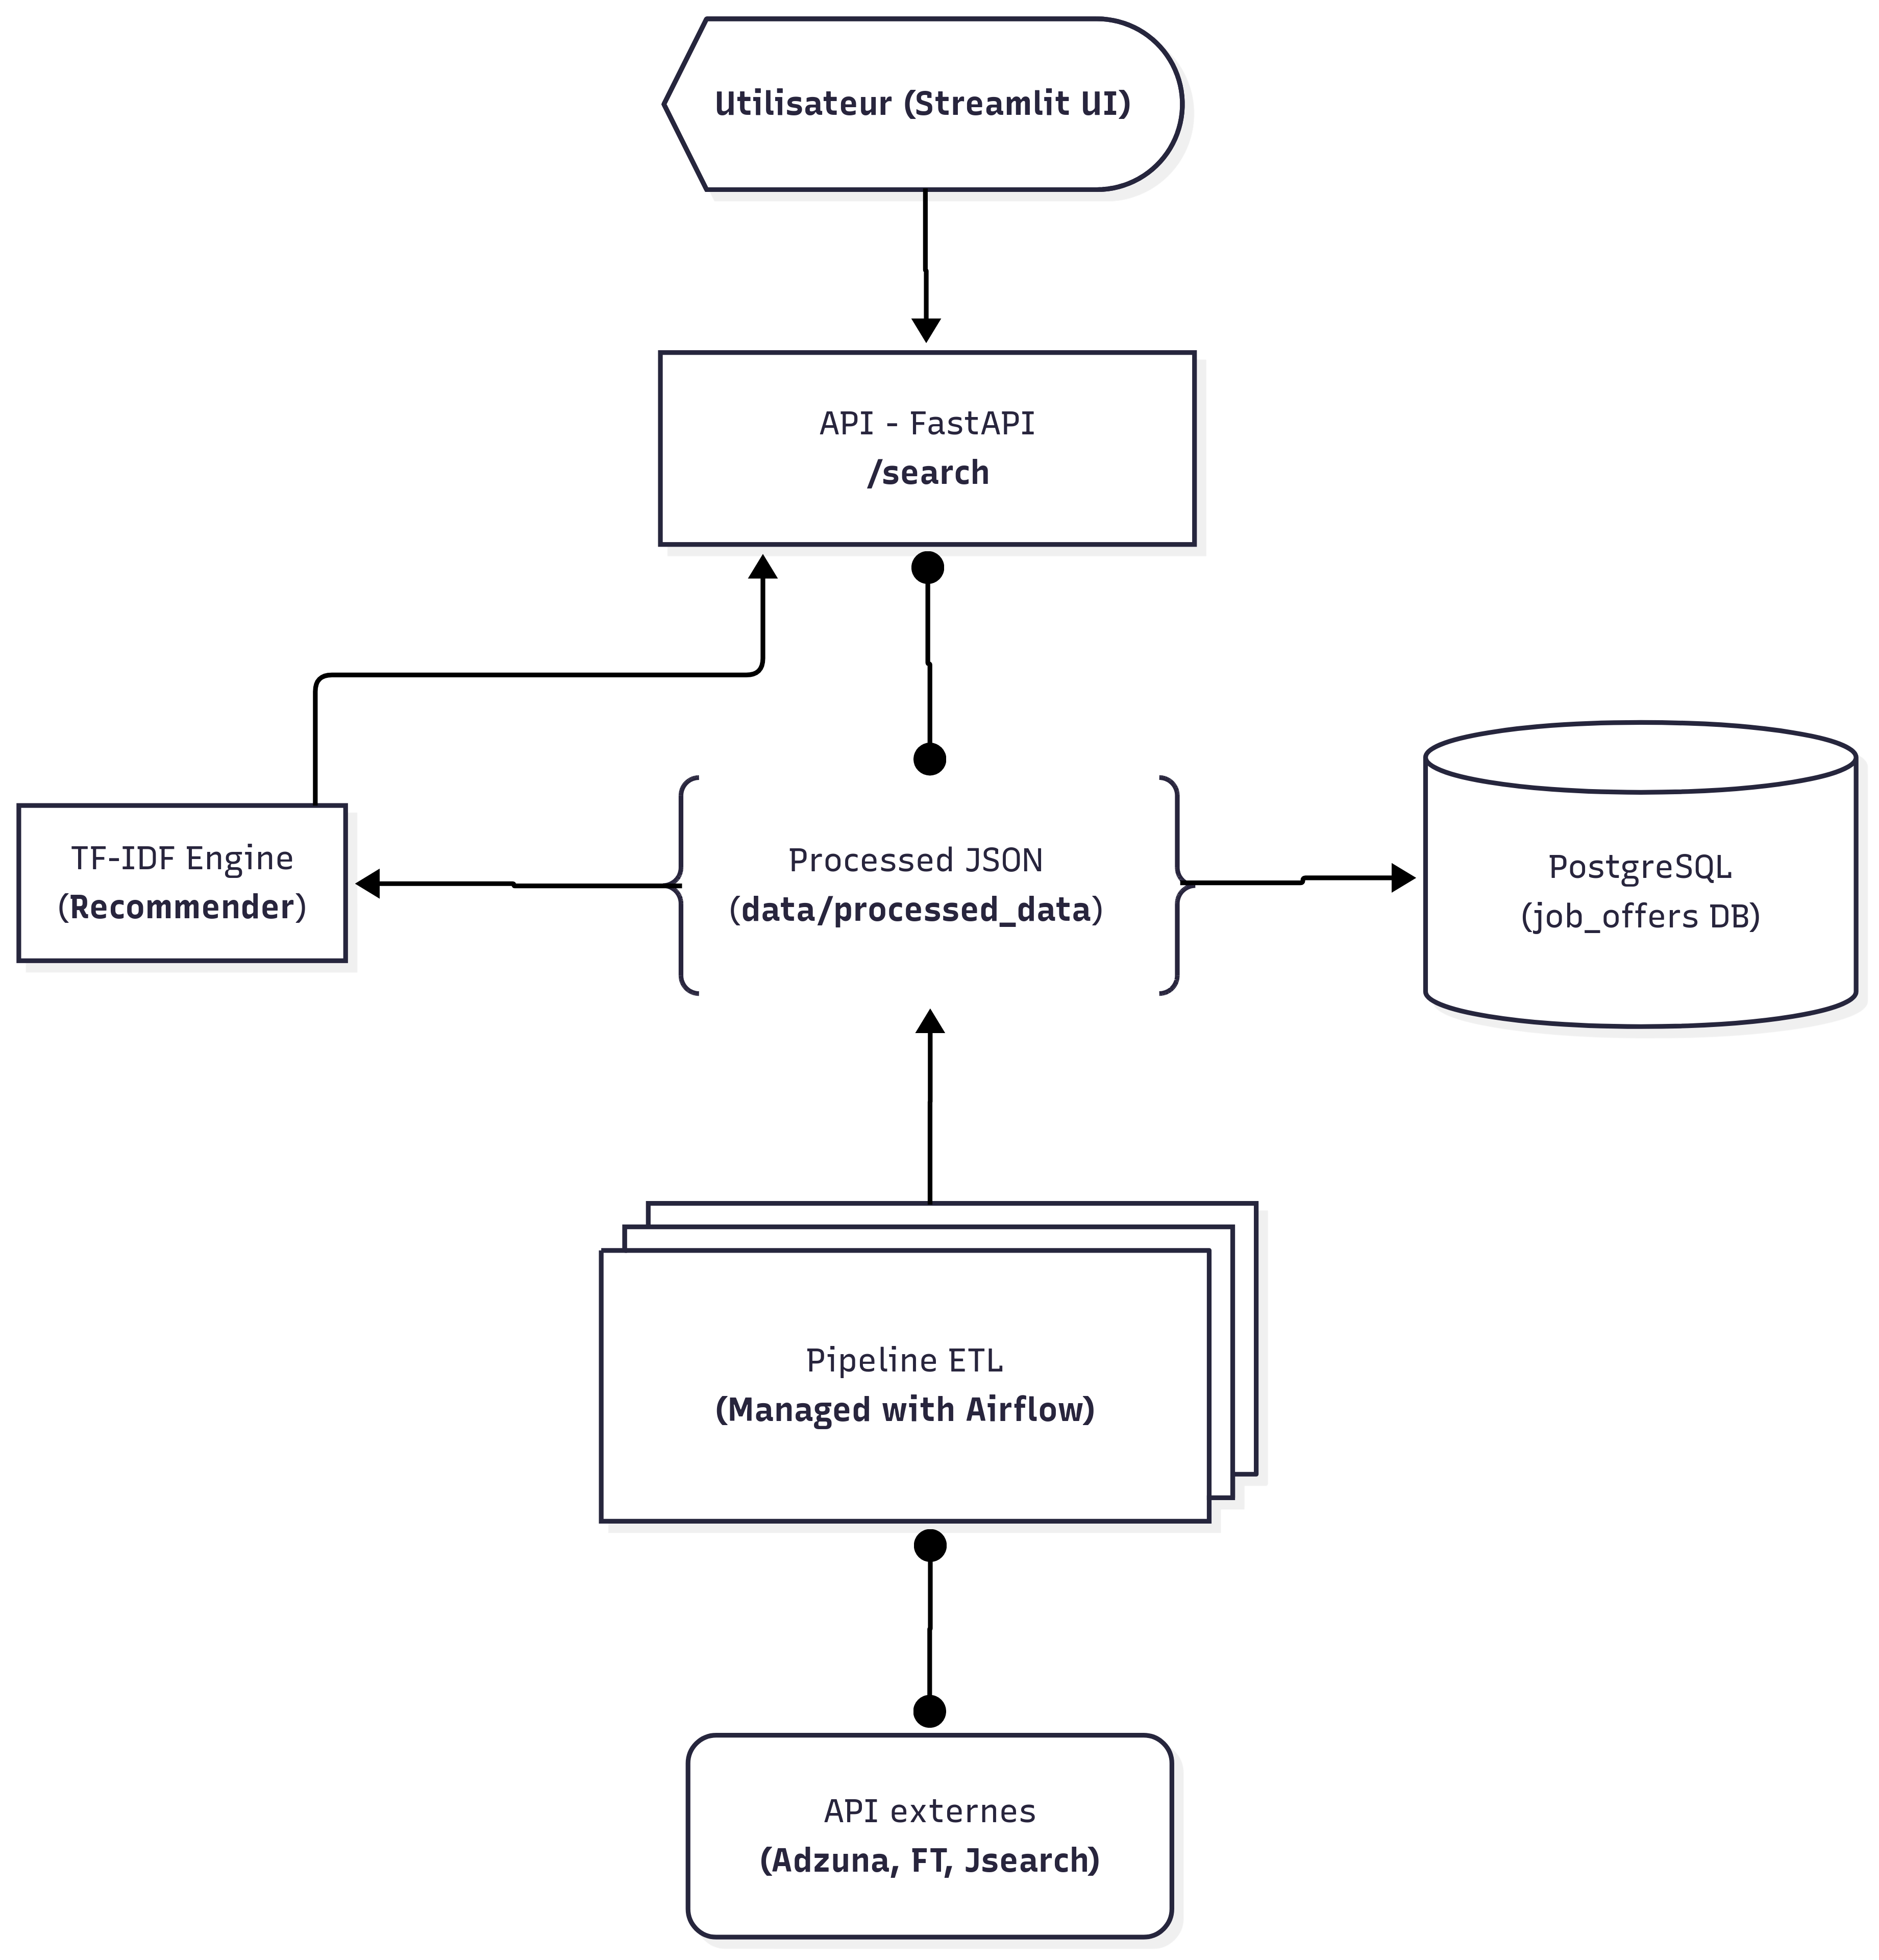 Utilisateur (Streamlit UI)
API - FastAPI
/search
TF-IDF Engine
(Recommender)
Processed JSON
(data/processed_data)
PostgreSQL
(job_offers DB)
Pipeline ETL
(Managed with Airflow)
API externes
(Adzuna, FT, Jsearch)